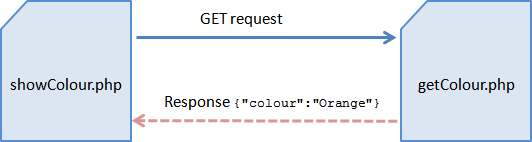 GET request
showColour.php
getColour.php
Response {"colour":"Orange"}